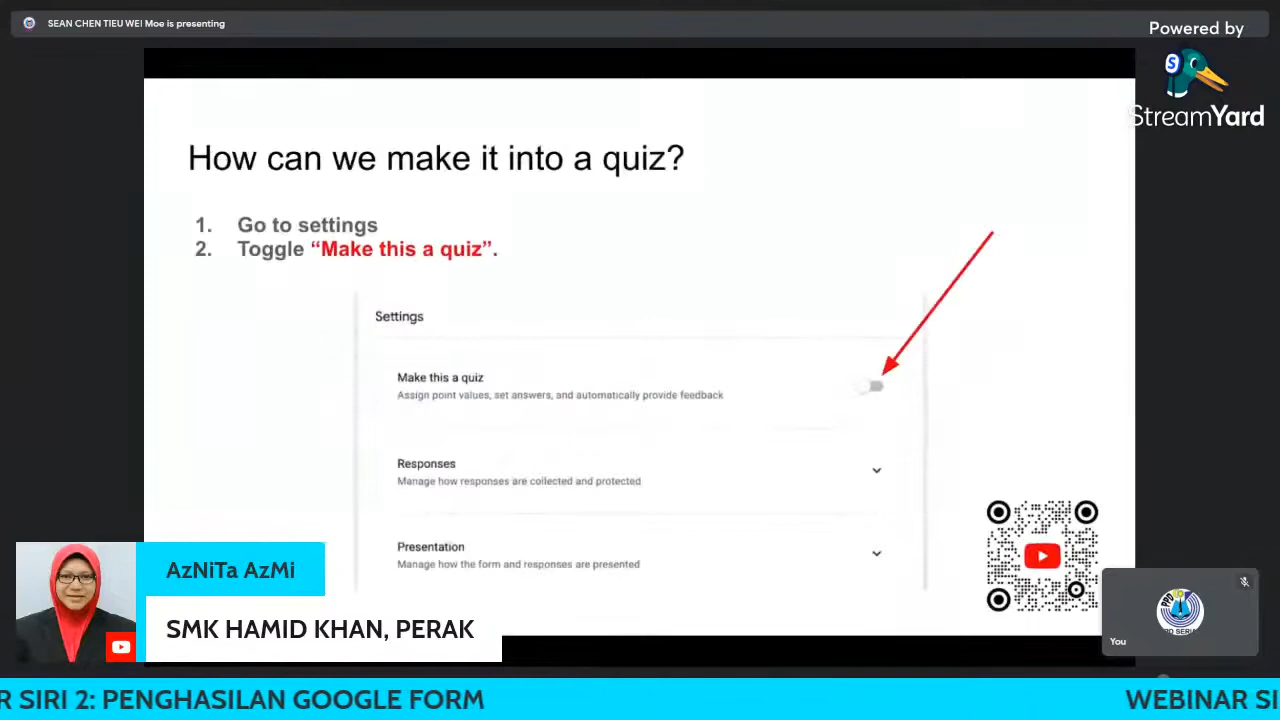 SEAN CHEN TIEU WEI Moe is presenting
Powered by
StreamYard
How can we make it into a quiz?
1. Go to settings
2. Toggle “Make this a quiz”.
Settings
Make this a quiz
Assign point values, set answers, and automatically provide feedback
Responses
Manage how responses are collected and protected
Presentation
Manage how the form and responses are presented
AzNiTa AzMi
SMK HAMID KHAN, PERAK
You
R SIRI 2: PENGHASILAN GOOGLE FORM
WEBINAR SI